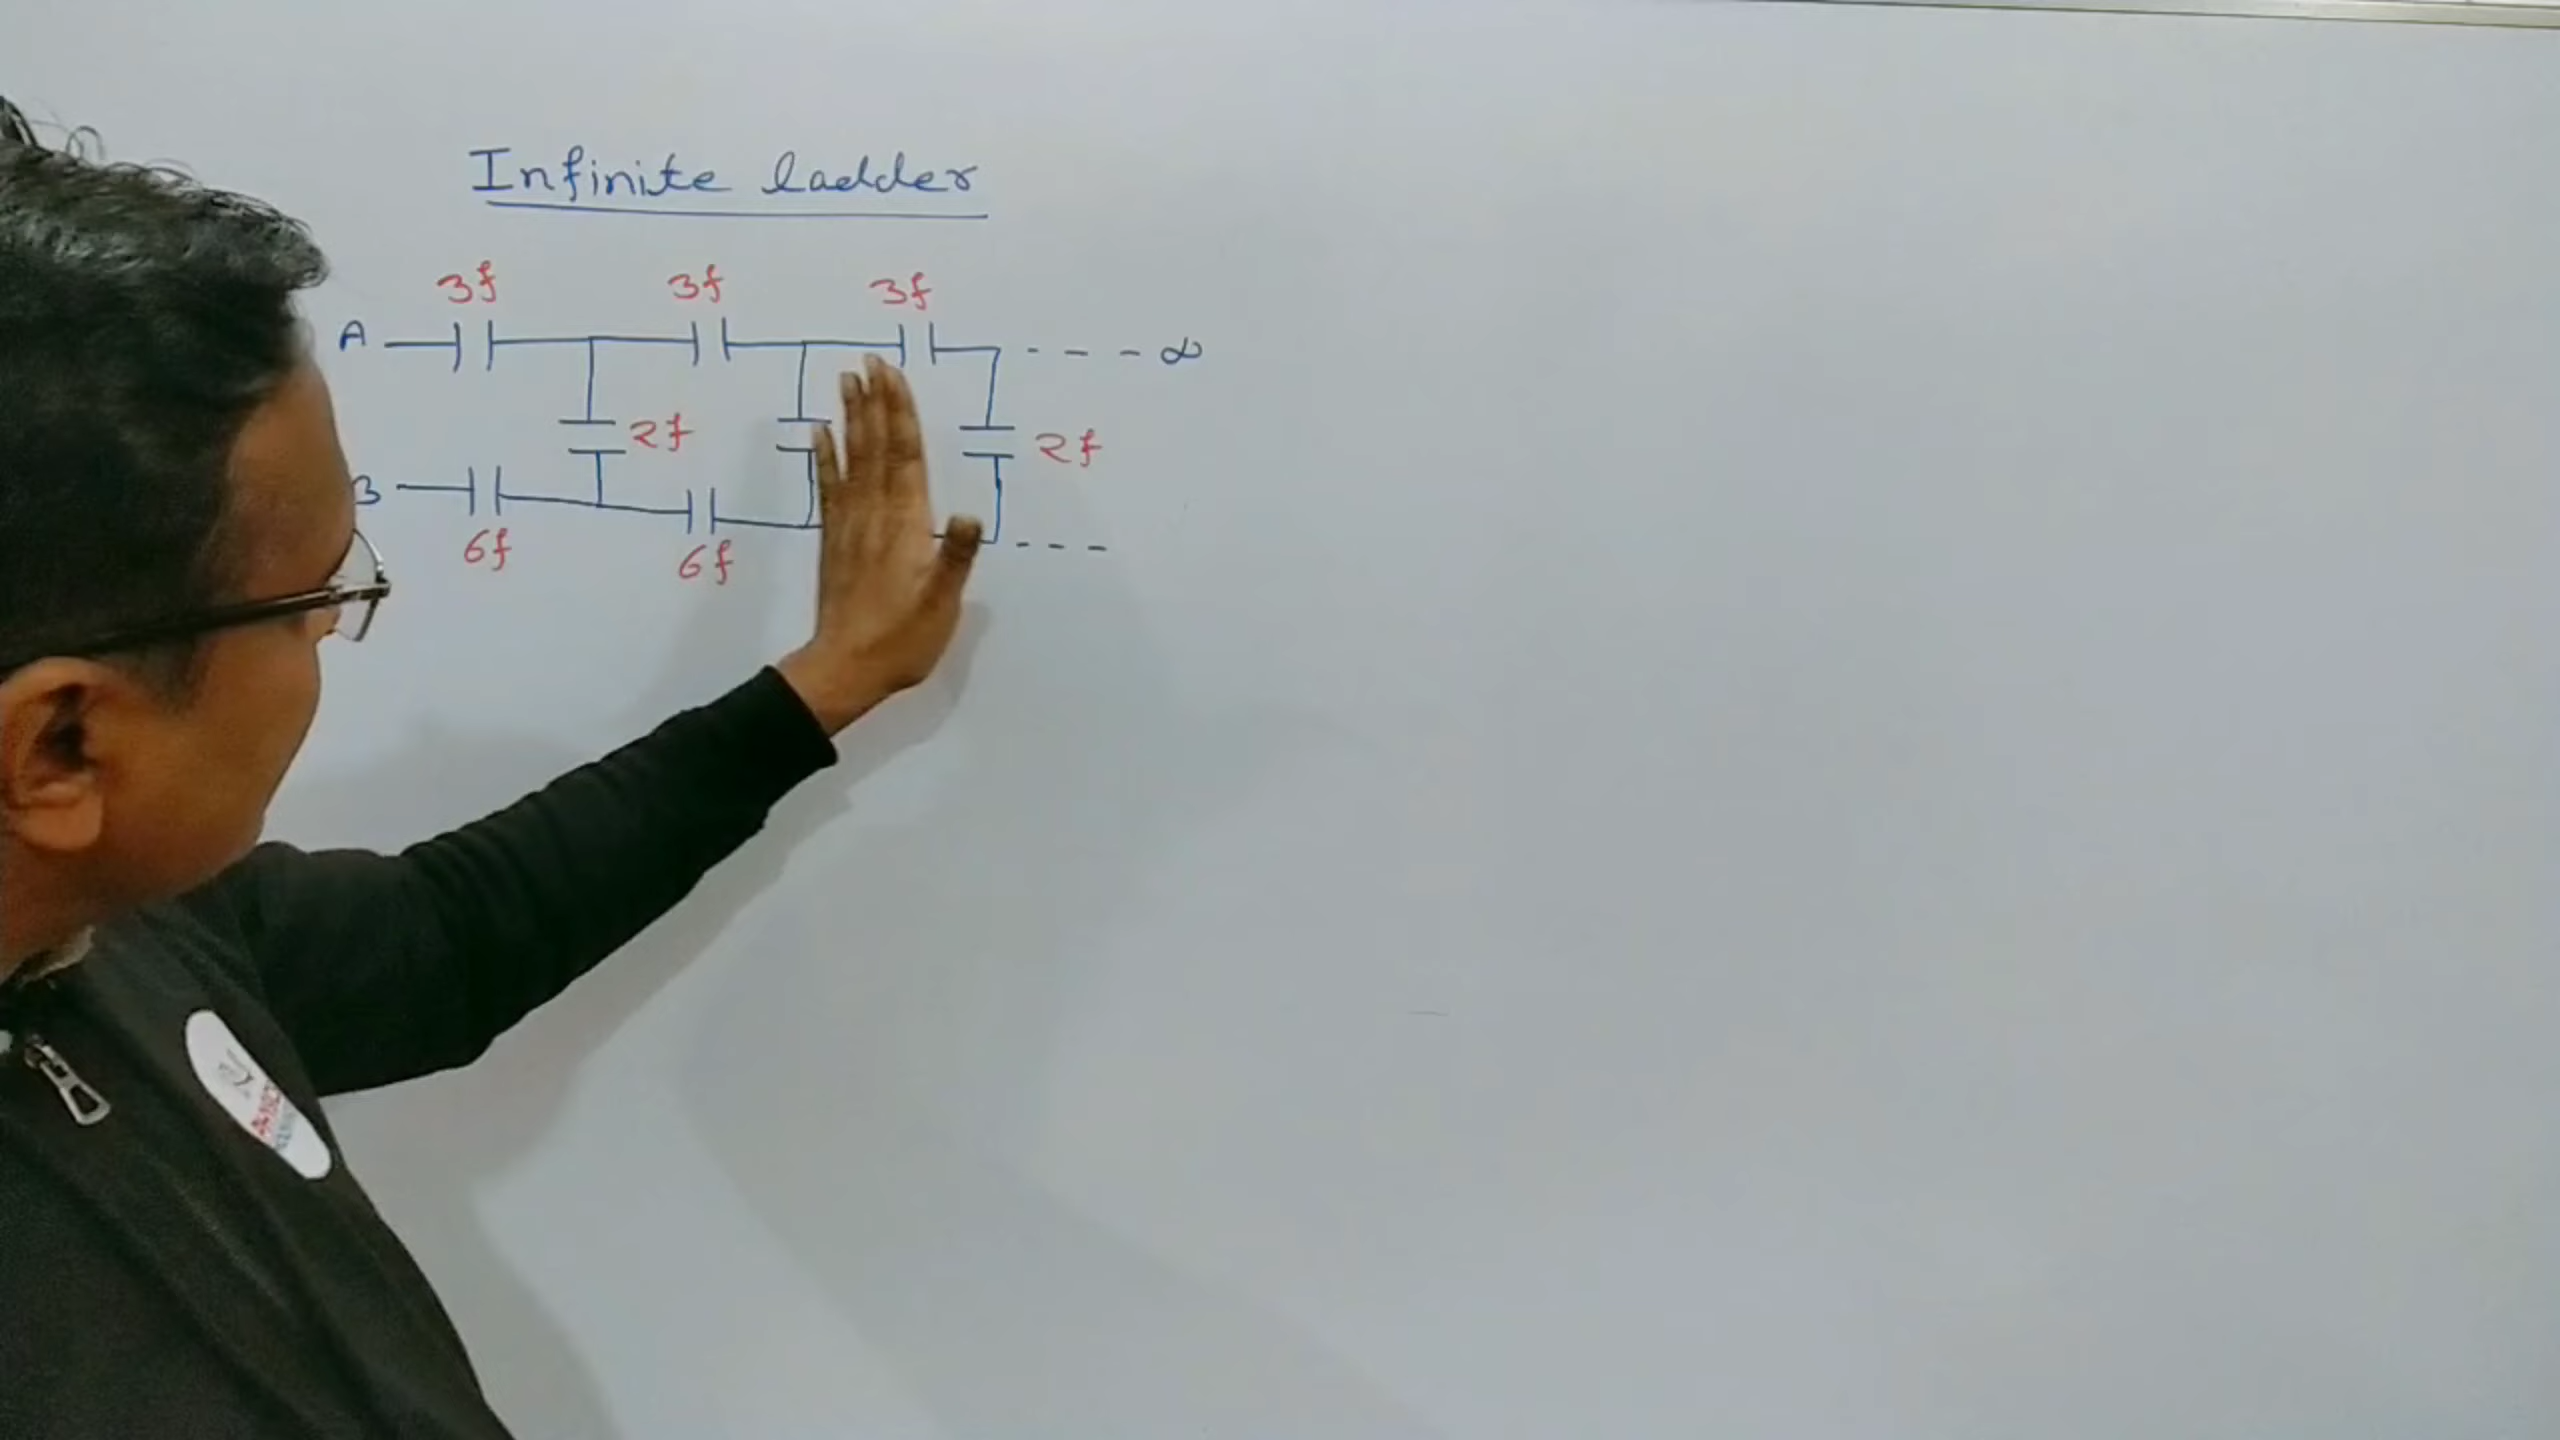 Infinite ladder
3f 3f 3f
A - - - ∞
2f 2f
B - - -
6f 6f